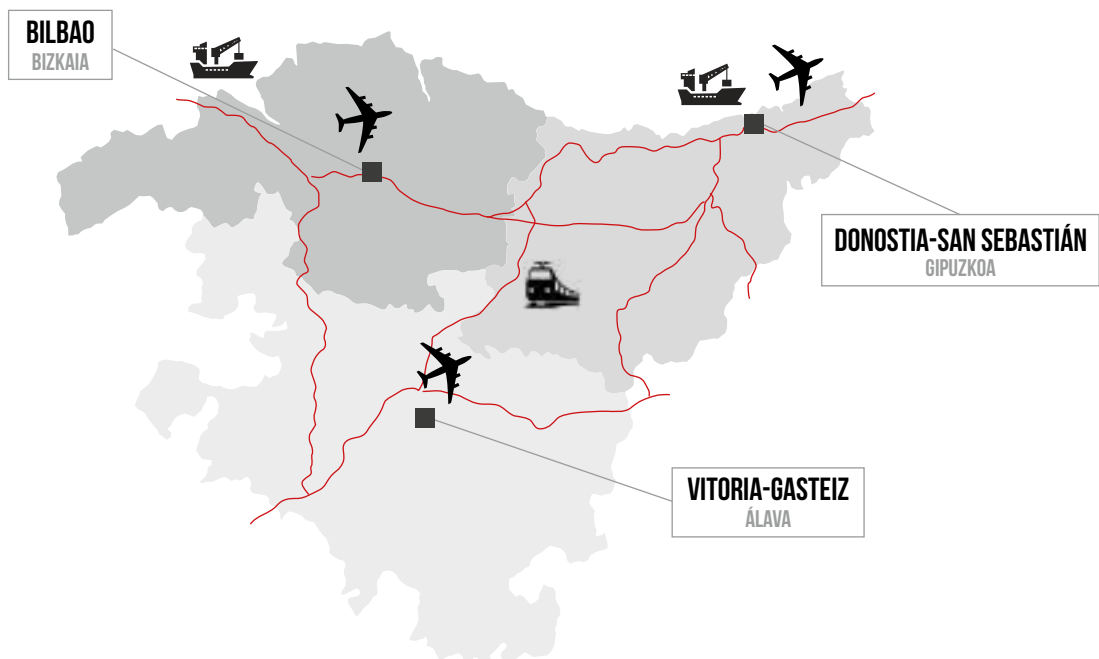 BILBAO
BIZKAIA
DONOSTIA-SAN SEBASTIÁN
GIPUZKOA
VITORIA-GASTEIZ
ÁLAVA